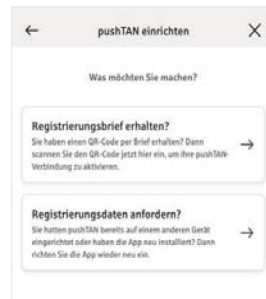 pushTAN einrichten
Was möchten Sie machen?
Registrierungsbrief erhalten?
Sie haben einen QR-Code per Brief erhalten? Dann
scannen Sie den QR-Code jetzt hier ein, um Ihre pushTAN-
Verbindung zu aktivieren.
Registrierungsdaten anfordern?
Sie hatten pushTAN bereits auf einem anderen Gerät
eingerichtet oder haben die App neu installiert? Dann
richten Sie die App wieder neu ein.